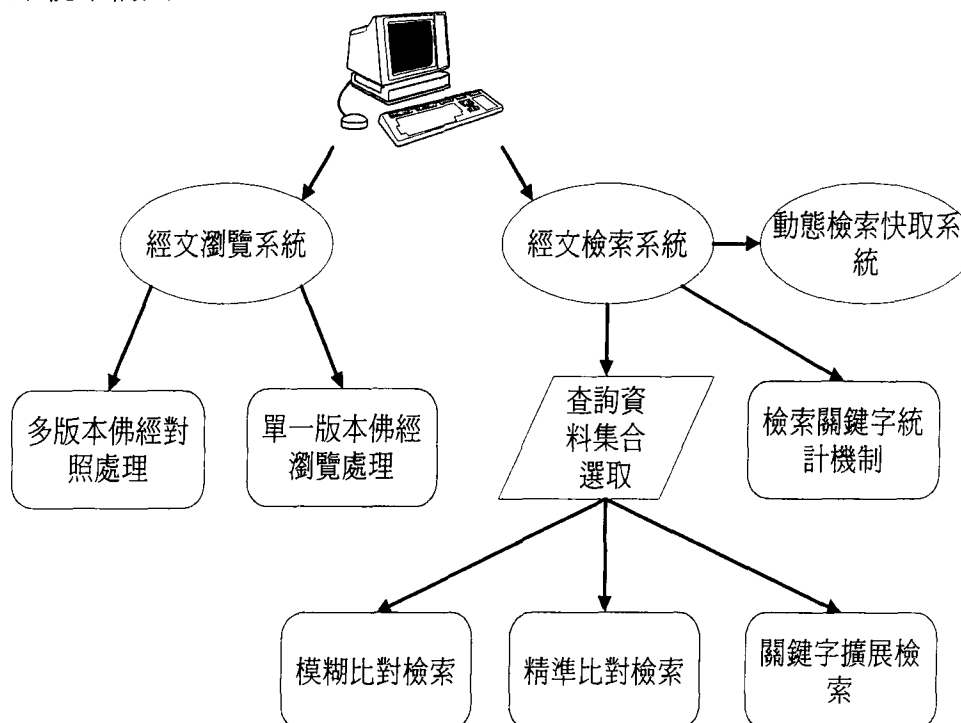 經文瀏覽系統
經文檢索系統
動態檢索快取系
統
多版本佛經對
照處理
單一版本佛經
瀏覽處理
查詢資
料集合
選取
檢索關鍵字統
計機制
模糊比對檢索
精準比對檢索
關鍵字擴展檢
索